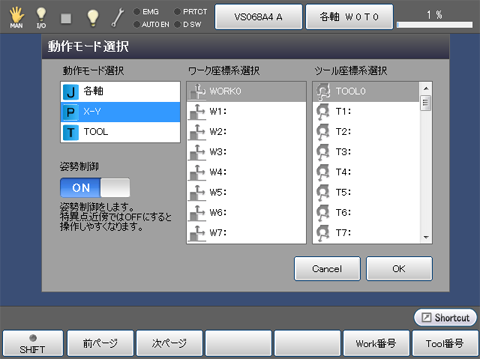 MAN
I/O
EMG
PRTCT
AUTO EN
D SW
VS068A4 A
各軸 W 0 T 0
1 %
動作モード選択
動作モード選択
J 各軸
P X-Y
T TOOL
姿勢制御
ON
姿勢制御をします。
特異点近傍ではOFFにすると
操作しやすくなります。
ワーク座標系選択
WORK0
W1:
W2:
W3:
W4:
W5:
W6:
W7:
ツール座標系選択
TOOL0
T1:
T2:
T3:
T4:
T5:
T6:
T7:
Cancel
OK
Shortcut
SHIFT
前ページ
次ページ
Work番号
Tool番号